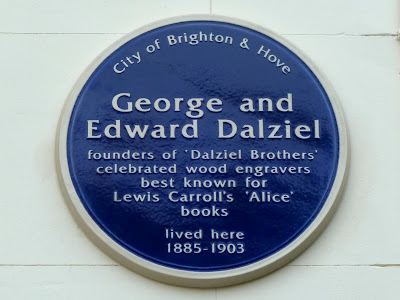 City of Brighton & Hove
George and
Edward Dalziel
founders of 'Dalziel Brothers'
celebrated wood engravers
best known for
Lewis Carroll's 'Alice'
books
lived here
1885-1903